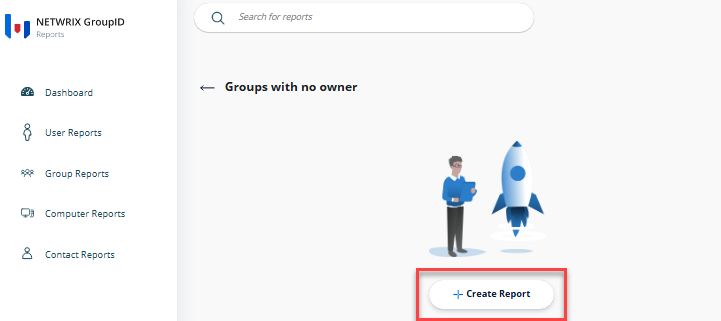 NETWRIX GroupID
Reports
Search for reports
Dashboard
User Reports
Group Reports
Computer Reports
Contact Reports
Groups with no owner
Create Report